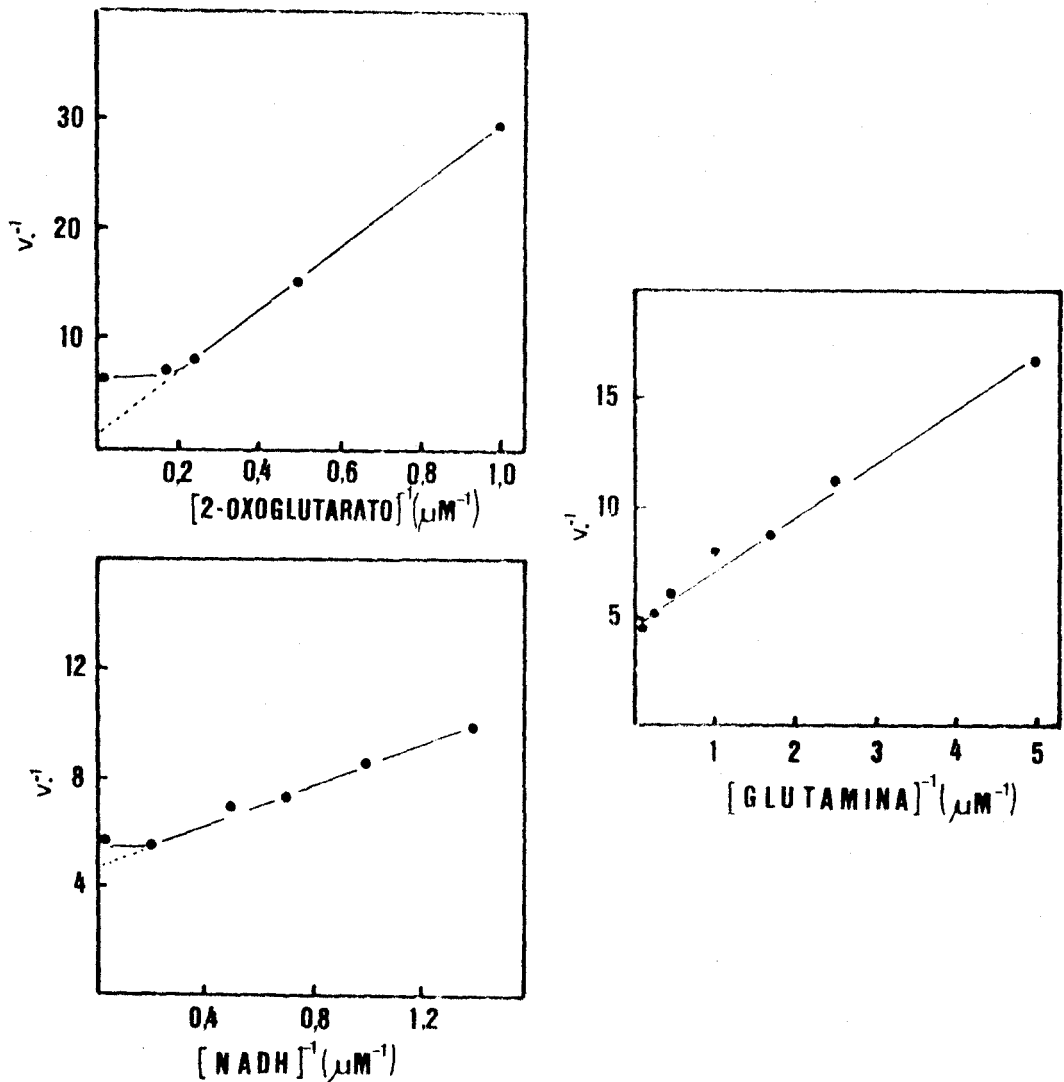 30
20
10
v.⁻¹
0,2 0,4 0,6 0,8 1,0
[2-OXOGLUTARATO]⁻¹(μM⁻¹)
12
8
4
v.⁻¹
0,4 0,8 1,2
[NADH]⁻¹(μM⁻¹)
15
10
5
v.⁻¹
1 2 3 4 5
[GLUTAMINA]⁻¹(μM⁻¹)